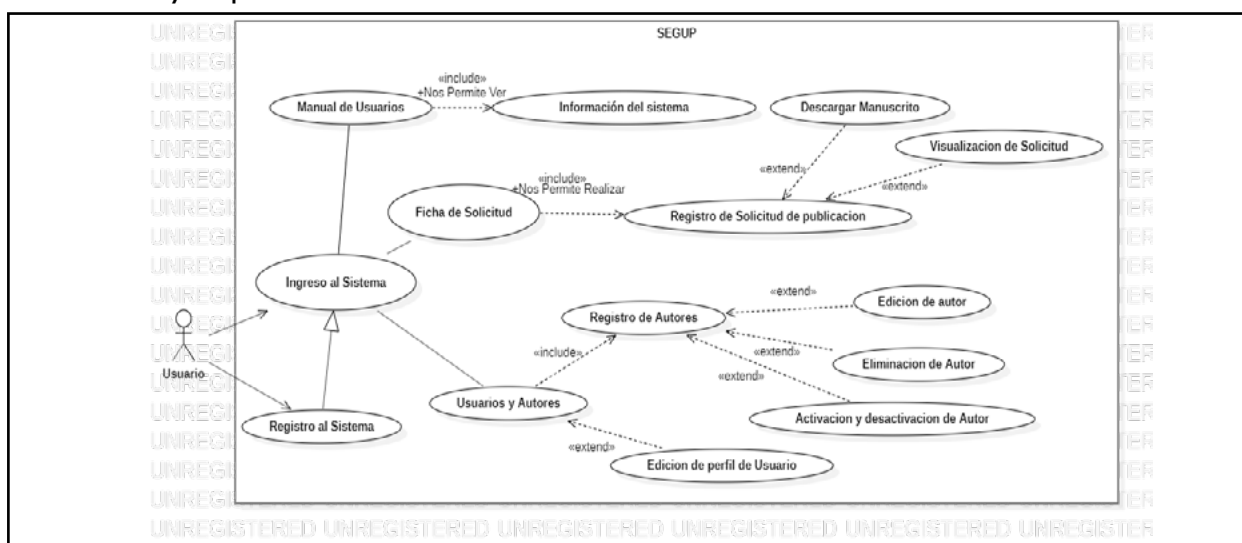 SEGUP
«include»
+Nos Permite Ver
Manual de Usuarios
Información del sistema
Descargar Manuscrito
Visualizacion de Solicitud
«extend»
«extend»
«include»
+Nos Permite Realizar
Ficha de Solicitud
Registro de Solicitud de publicacion
Ingreso al Sistema
«extend»
Edicion de autor
Registro de Autores
«include»
«extend»
Eliminacion de Autor
Usuario
«extend»
Usuarios y Autores
Activacion y desactivacion de Autor
Registro al Sistema
«extend»
Edicion de perfil de Usuario
UNREGISTERED UNREGISTERED UNREGISTERED UNREGISTERED UNREGISTERED UNREGISTER